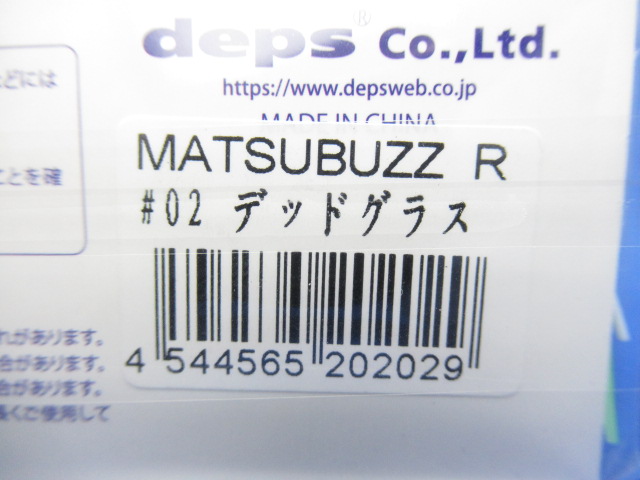 deps® Co.,Ltd.
https://www.depsweb.co.jp
MADE IN CHINA
どには
ことを確
MATSUBUZZ R
#02 デッドグラス
4 544565 202029
れがあります。
合があります。
合があります。
長くご使用して